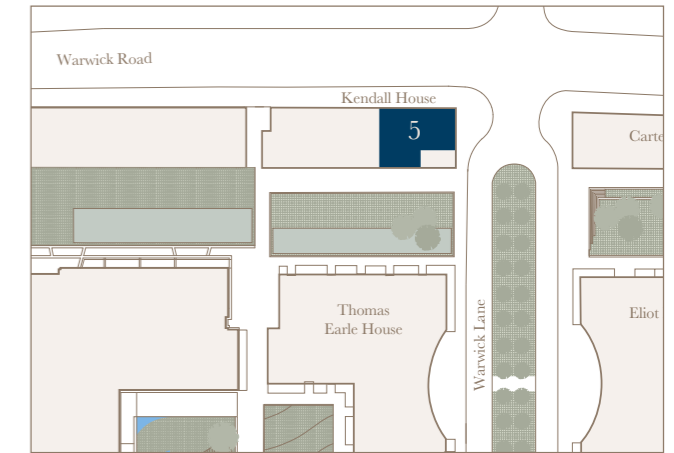 Warwick Road
Kendall House
5
Carte
Thomas
Earle House
Warwick Lane
Eliot